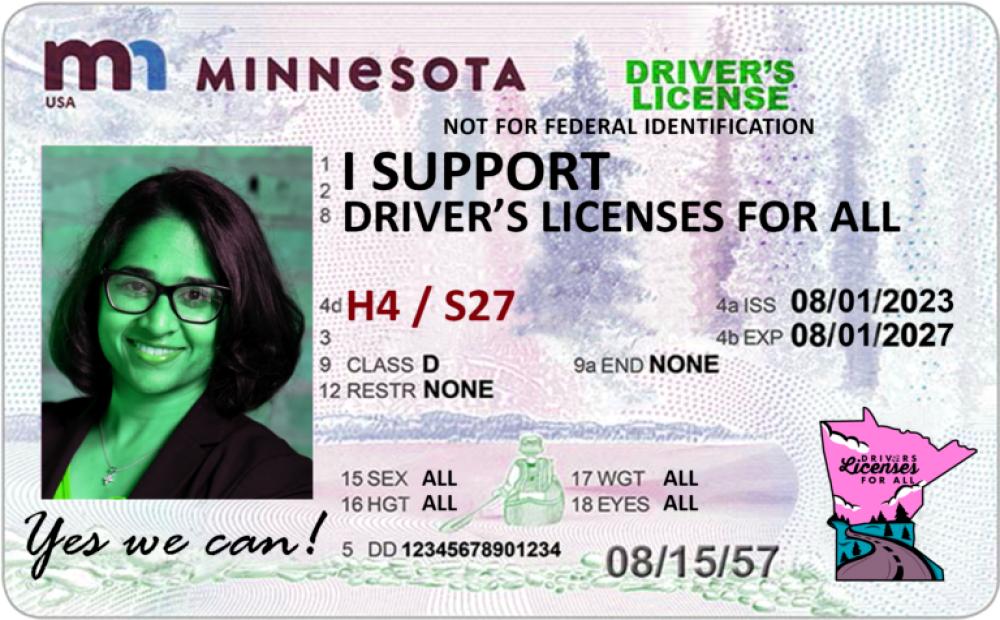 mn MINNESOTA
USA
DRIVER'S
LICENSE
NOT FOR FEDERAL IDENTIFICATION
1 I SUPPORT
2
8 DRIVER'S LICENSES FOR ALL
4d H4 / S27
4a ISS 08/01/2023
3
4b EXP 08/01/2027
9 CLASS D
9a END NONE
12 RESTR NONE
15 SEX ALL
17 WGT ALL
16 HGT ALL
18 EYES ALL
DRIVERS
Licenses
FOR ALL
Yes we can!
5 DD 12345678901234
08/15/57